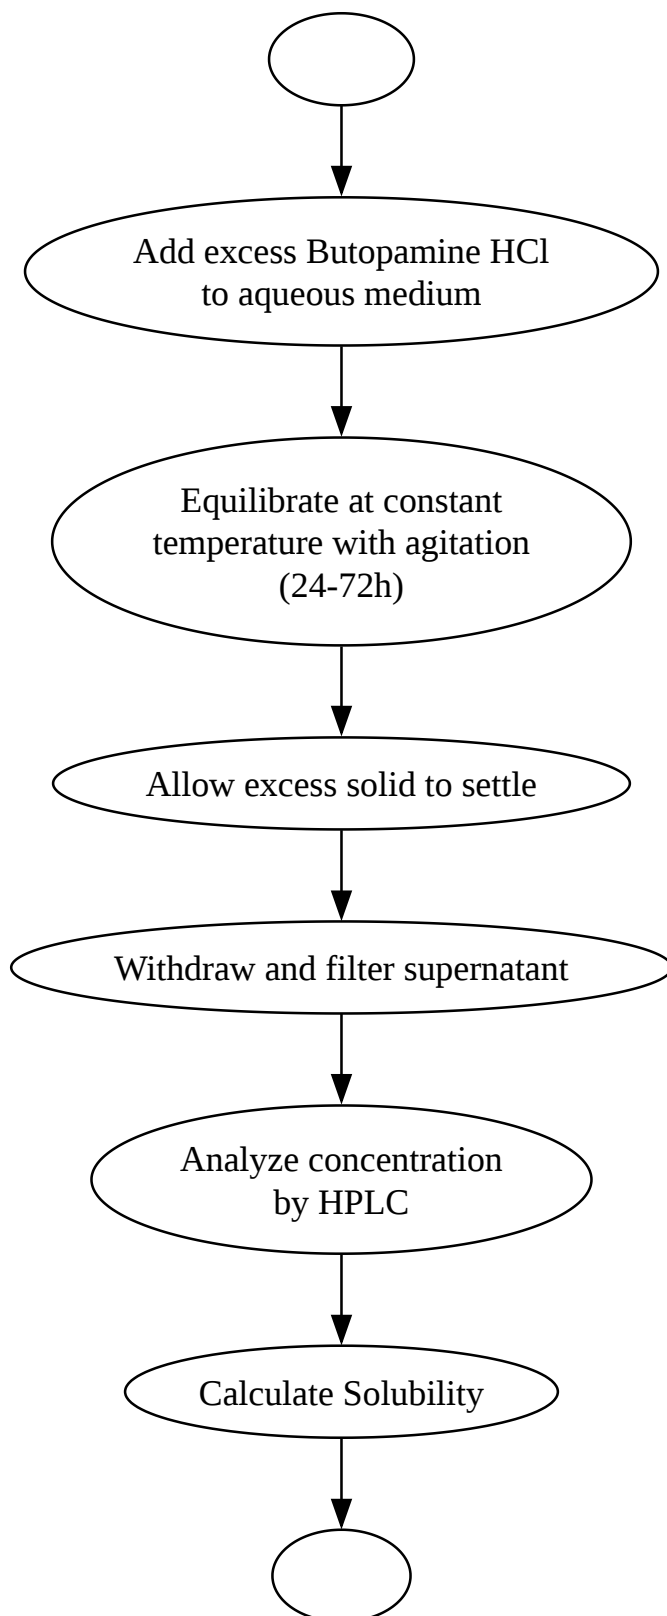 Add excess Butopamine HCl
to aqueous medium
Equilibrate at constant
temperature with agitation
(24-72h)
Allow excess solid to settle
Withdraw and filter supernatant
Analyze concentration
by HPLC
Calculate Solubility